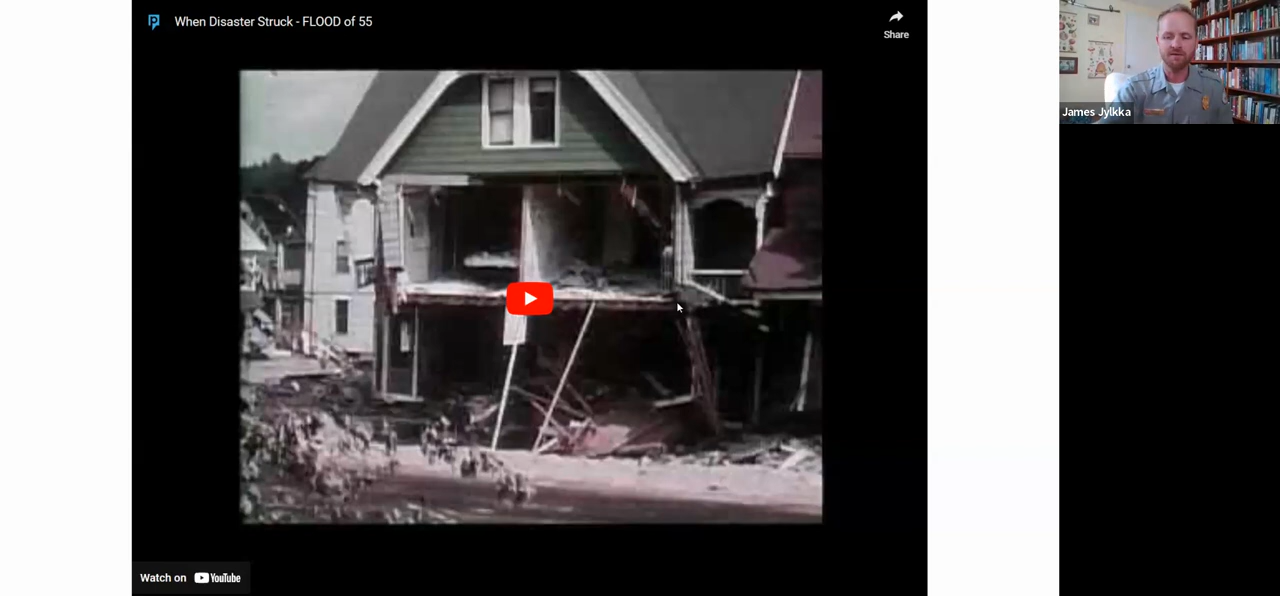 When Disaster Struck - FLOOD of 55
Share
James Jylkka
Watch on YouTube